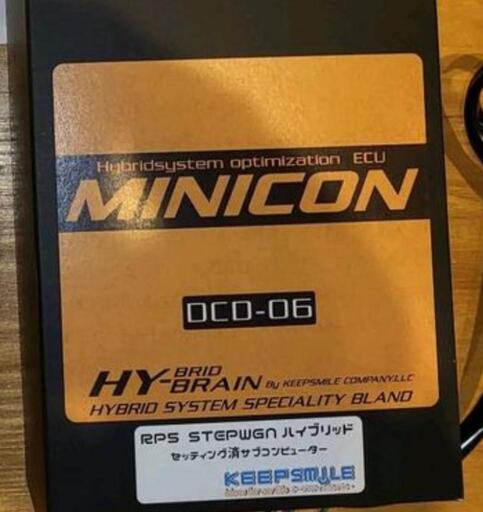 Hybridsystem optimization ECU
MINICON
DCD-06
HY-BRID
-BRAIN By KEEPSMILE COMPANY.LLC
HYBRID SYSTEM SPECIALITY BLAND
RP5 STEPWGN ハイブリッド
セッティング済サブコンピューター
KEEPSMILE